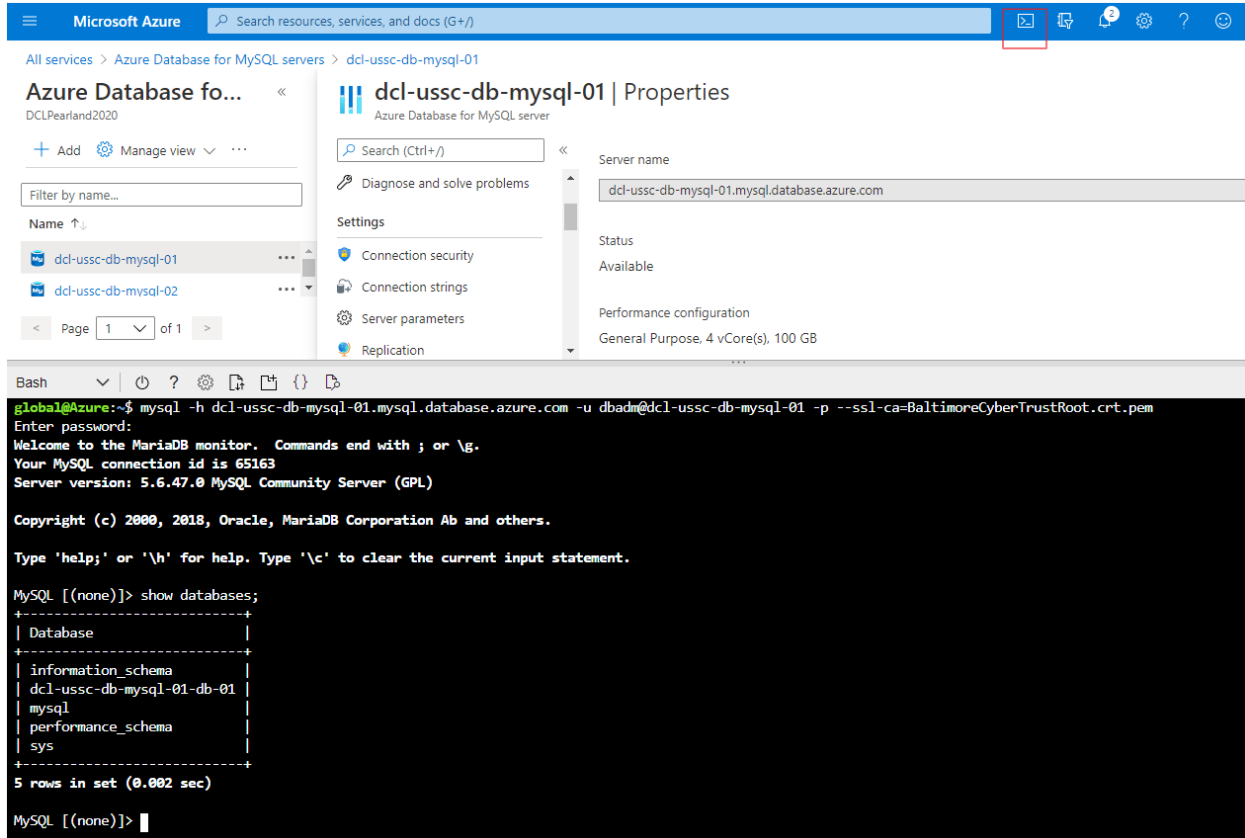 Microsoft Azure
Search resources, services, and docs (G+/)
2
All services > Azure Database for MySQL servers > dcl-ussc-db-mysql-01
Azure Database fo... «
DCLPearland2020
+ Add Manage view ...
Filter by name...
Name ↑↓
My dcl-ussc-db-mysql-01 ...
My dcl-ussc-db-mysql-02 ...
< Page 1 of 1 >
dcl-ussc-db-mysql-01 | Properties
Azure Database for MySQL server
Search (Ctrl+/) «
Diagnose and solve problems
Settings
Connection security
Connection strings
Server parameters
Replication
Server name
dcl-ussc-db-mysql-01.mysql.database.azure.com
Status
Available
Performance configuration
General Purpose, 4 vCore(s), 100 GB
...
Bash ? {}
global@Azure:~$ mysql -h dcl-ussc-db-mysql-01.mysql.database.azure.com -u dbadm@dcl-ussc-db-mysql-01 -p --ssl-ca=BaltimoreCyberTrustRoot.crt.pem
Enter password:
Welcome to the MariaDB monitor.  Commands end with ; or \g.
Your MySQL connection id is 65163
Server version: 5.6.47.0 MySQL Community Server (GPL)
Copyright (c) 2000, 2018, Oracle, MariaDB Corporation Ab and others.
Type 'help;' or '\h' for help. Type '\c' to clear the current input statement.
MySQL [(none)]> show databases;
+----------------------------+
| Database                   |
+----------------------------+
| information_schema         |
| dcl-ussc-db-mysql-01-db-01 |
| mysql                      |
| performance_schema         |
| sys                        |
+----------------------------+
5 rows in set (0.002 sec)
MySQL [(none)]>